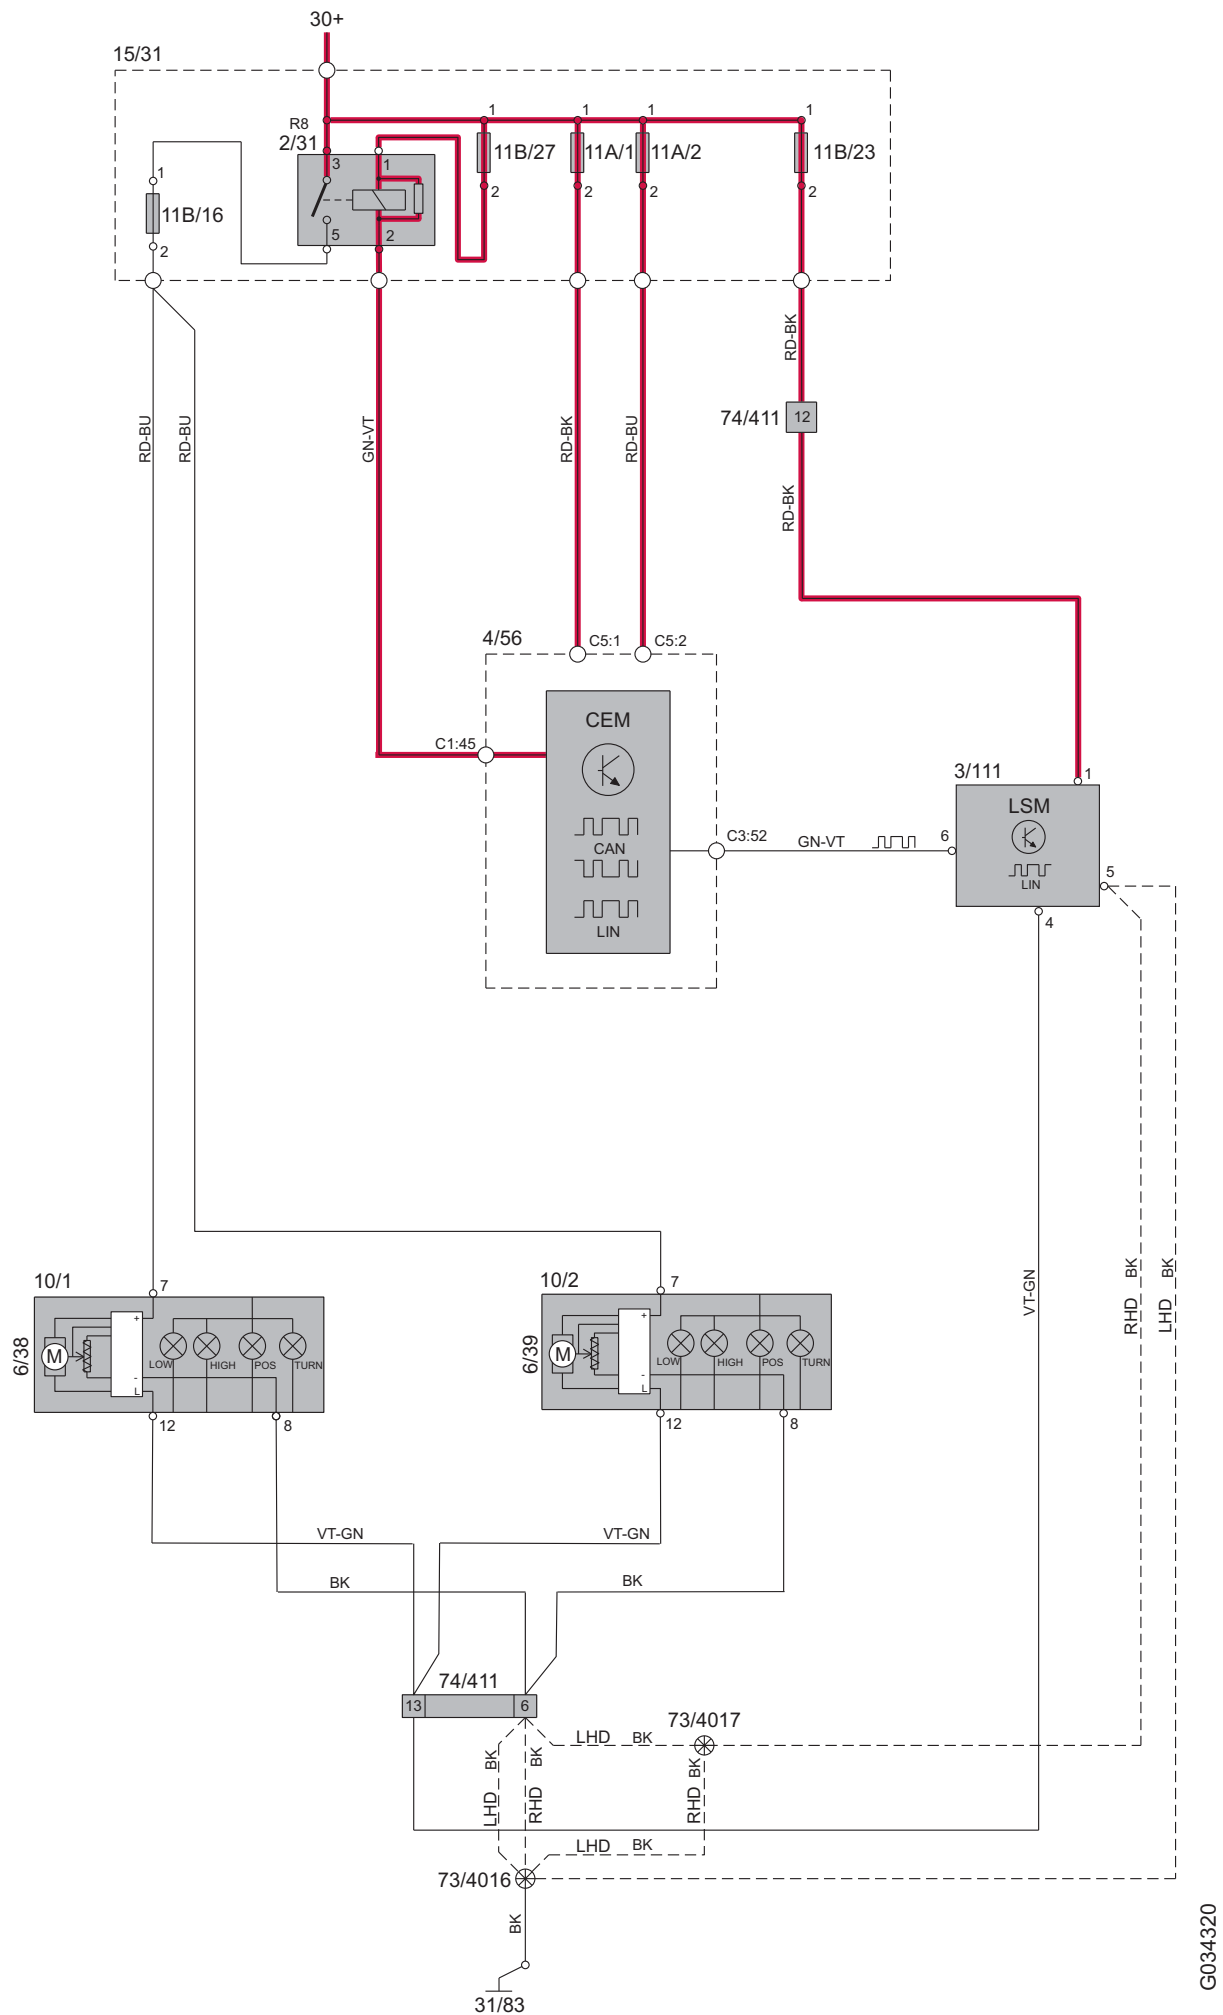 30+
15/31
R8
2/31
3
1
5
2
1
11B/16
2
1
11B/27
2
1
11A/1
2
1
11A/2
2
1
11B/23
2
RD-BU
RD-BU
GN-VT
RD-BK
RD-BU
RD-BK
74/411
12
RD-BK
4/56
C5:1
C5:2
C1:45
CEM
CAN
LIN
C3:52
GN-VT
3/111
1
LSM
LIN
6
5
4
VT-GN
RHD
BK
LHD
BK
10/1
7
6/38
M
+
-
L
LOW
HIGH
POS
TURN
12
8
10/2
7
6/39
M
+
-
L
LOW
HIGH
POS
TURN
12
8
VT-GN
VT-GN
BK
BK
74/411
13
6
73/4017
LHD
BK
LHD
BK
RHD
BK
RHD
BK
LHD
BK
73/4016
BK
31/83
G034320